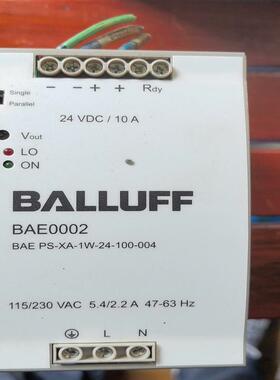 Single
Parallel
– – + + Rdy
24 VDC / 10 A
Vout
LO
ON
BALLUFF
BAE0002
BAE PS-XA-1W-24-100-004
115/230 VAC 5.4/2.2 A 47-63 Hz
L N